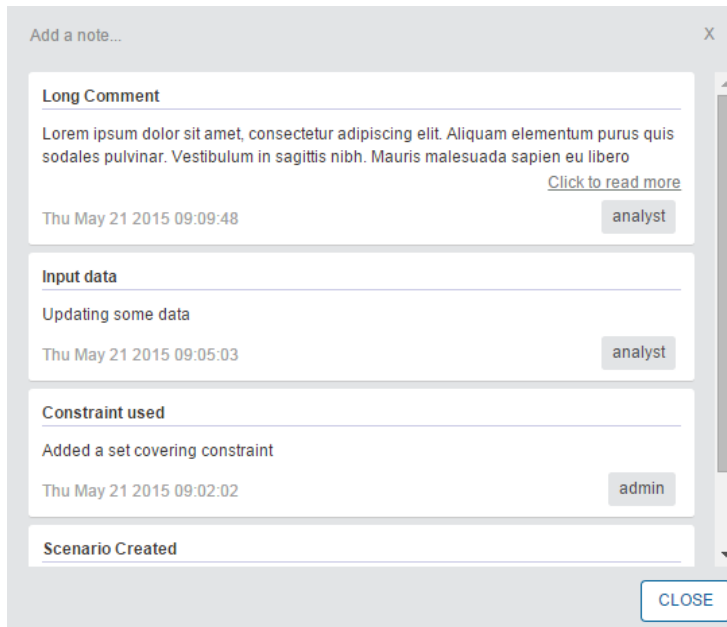 Add a note...
X
Long Comment
Lorem ipsum dolor sit amet, consectetur adipiscing elit. Aliquam elementum purus quis
sodales pulvinar. Vestibulum in sagittis nibh. Mauris malesuada sapien eu libero
Click to read more
Thu May 21 2015 09:09:48
analyst
Input data
Updating some data
Thu May 21 2015 09:05:03
analyst
Constraint used
Added a set covering constraint
Thu May 21 2015 09:02:02
admin
Scenario Created
CLOSE